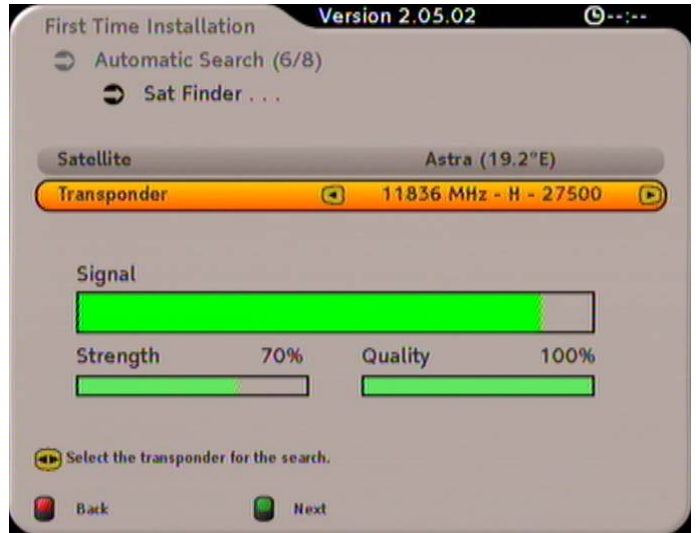 Version 2.05.02 --:--
First Time Installation
Automatic Search (6/8)
Sat Finder . . .
Satellite Astra (19.2°E)
Transponder 11836 MHz - H - 27500
Signal
Strength 70% Quality 100%
Select the transponder for the search.
Back Next